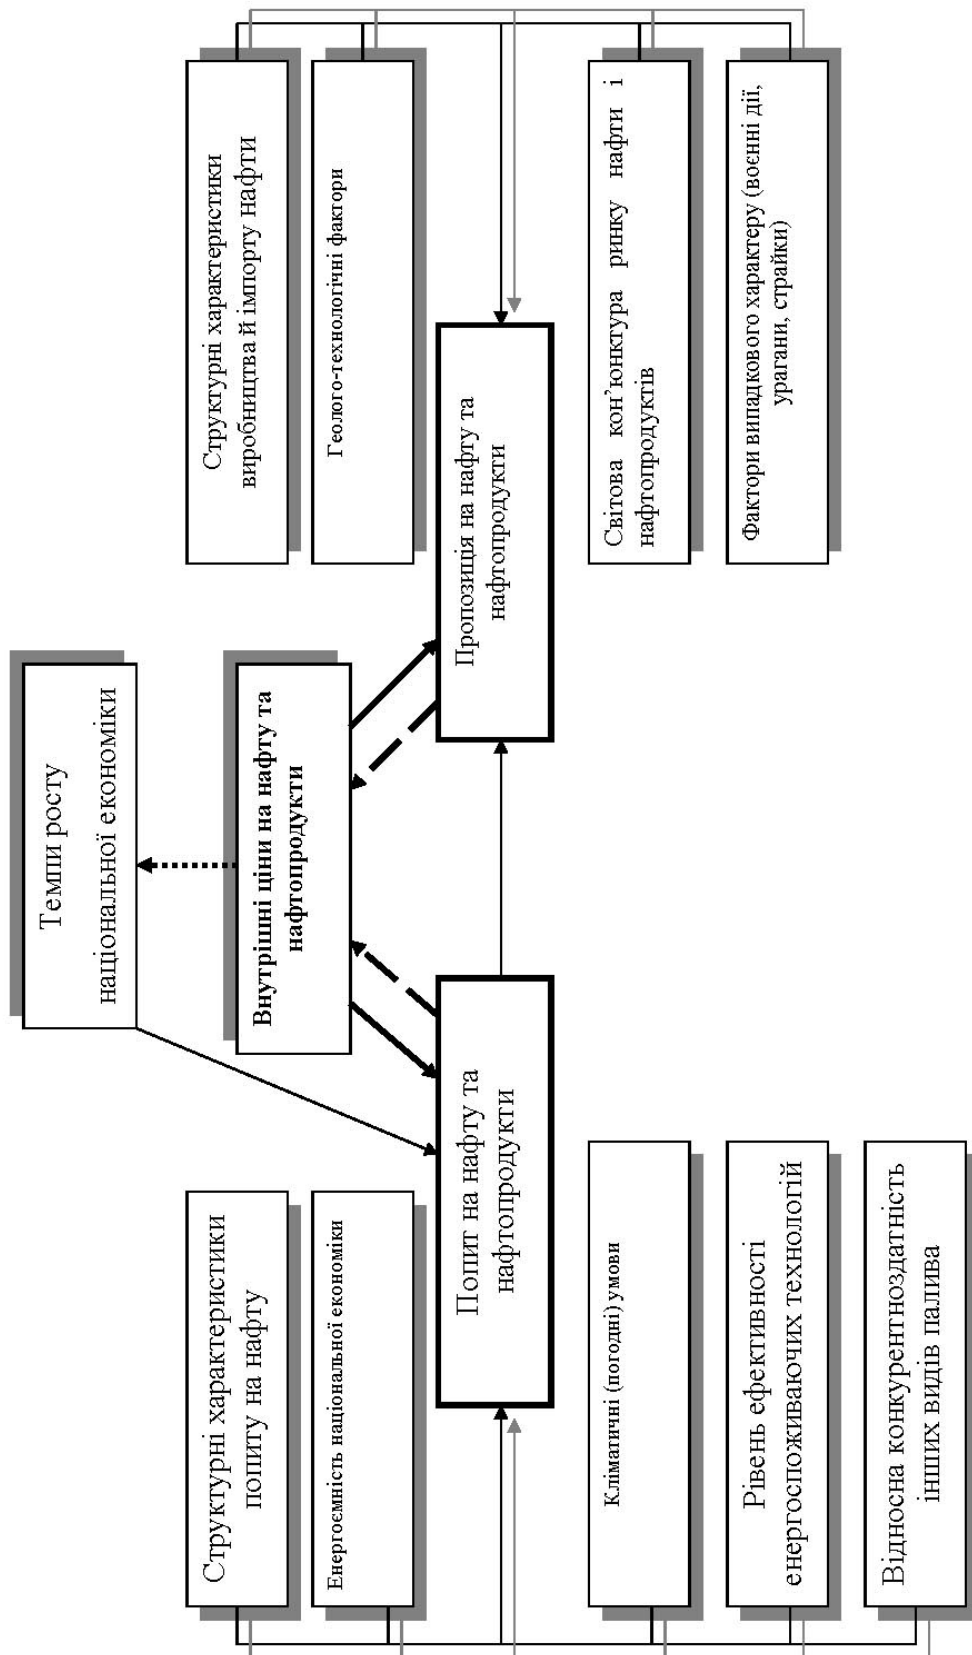 Темпи росту
національної економіки
Внутрішні ціни на нафту та
нафтопродукти
Структурні характеристики
попиту на нафту
Енергоємність національної економіки
Попит на нафту та
нафтопродукти
Кліматичні (погодні) умови
Рівень ефективності
енергоспоживаючих технологій
Відносна конкурентноздатність
інших видів палива
Структурні характеристики
виробництва й імпорту нафти
Геолого-технологічні фактори
Пропозиція на нафту та
нафтопродукти
Світова кон’юнктура ринку нафти і
нафтопродуктів
Фактори випадкового характеру (воєнні дії,
урагани, страйки)